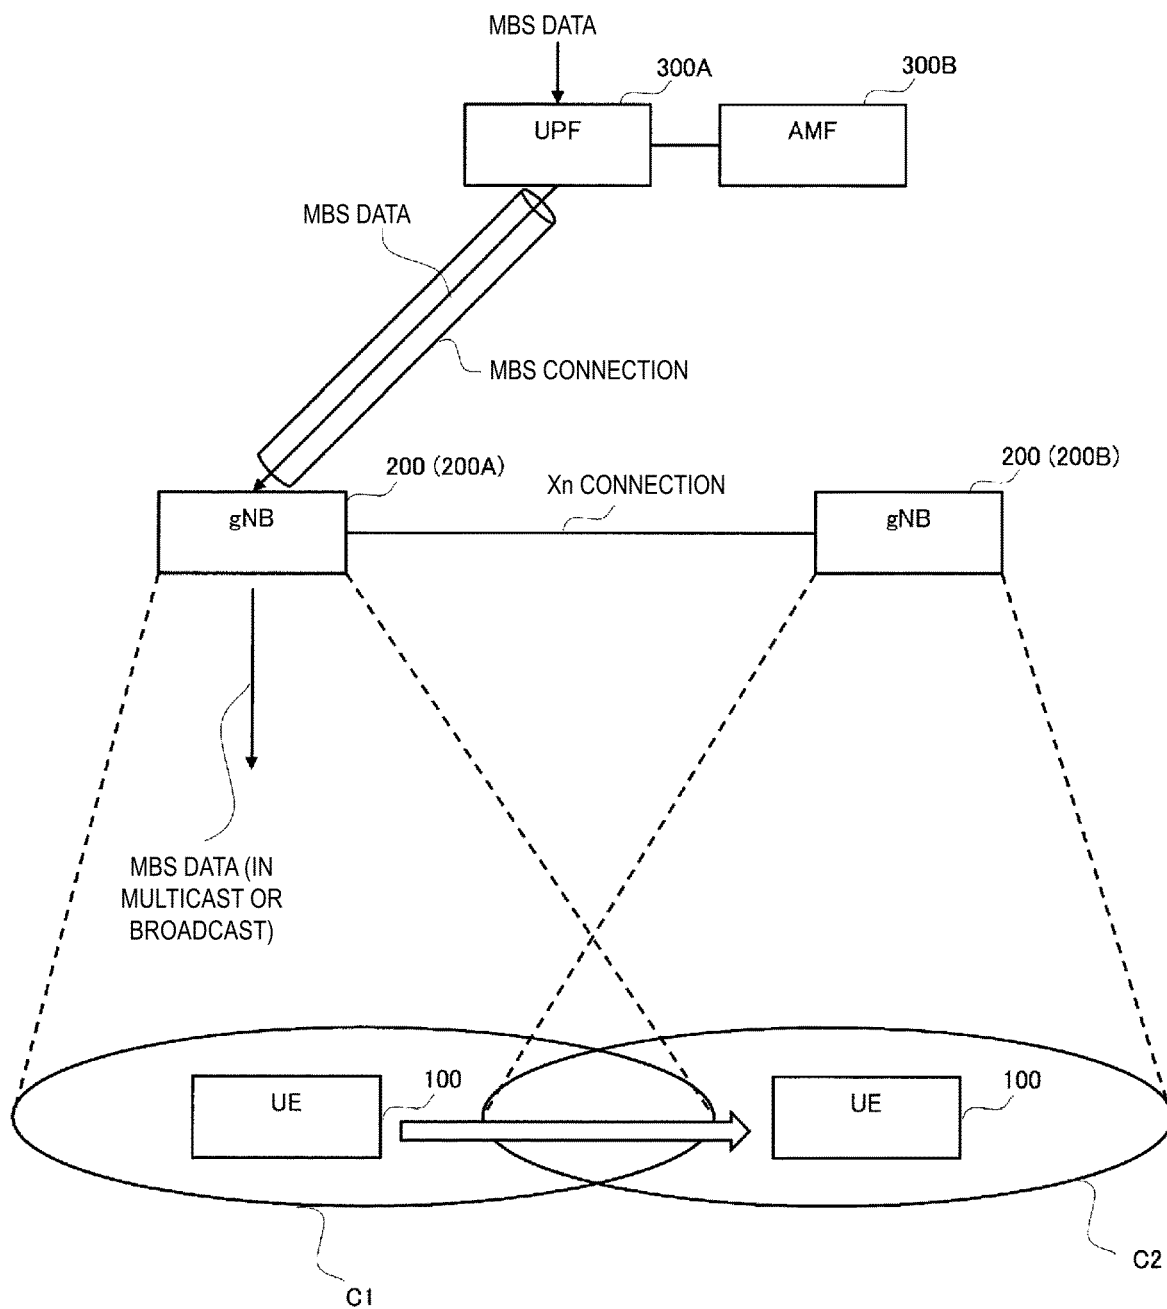 MBS DATA
300A
300B
UPF
AMF
MBS DATA
MBS CONNECTION
200 (200A)
Xn CONNECTION
200 (200B)
gNB
gNB
MBS DATA (IN
MULTICAST OR
BROADCAST)
UE
100
UE
100
C1
C2